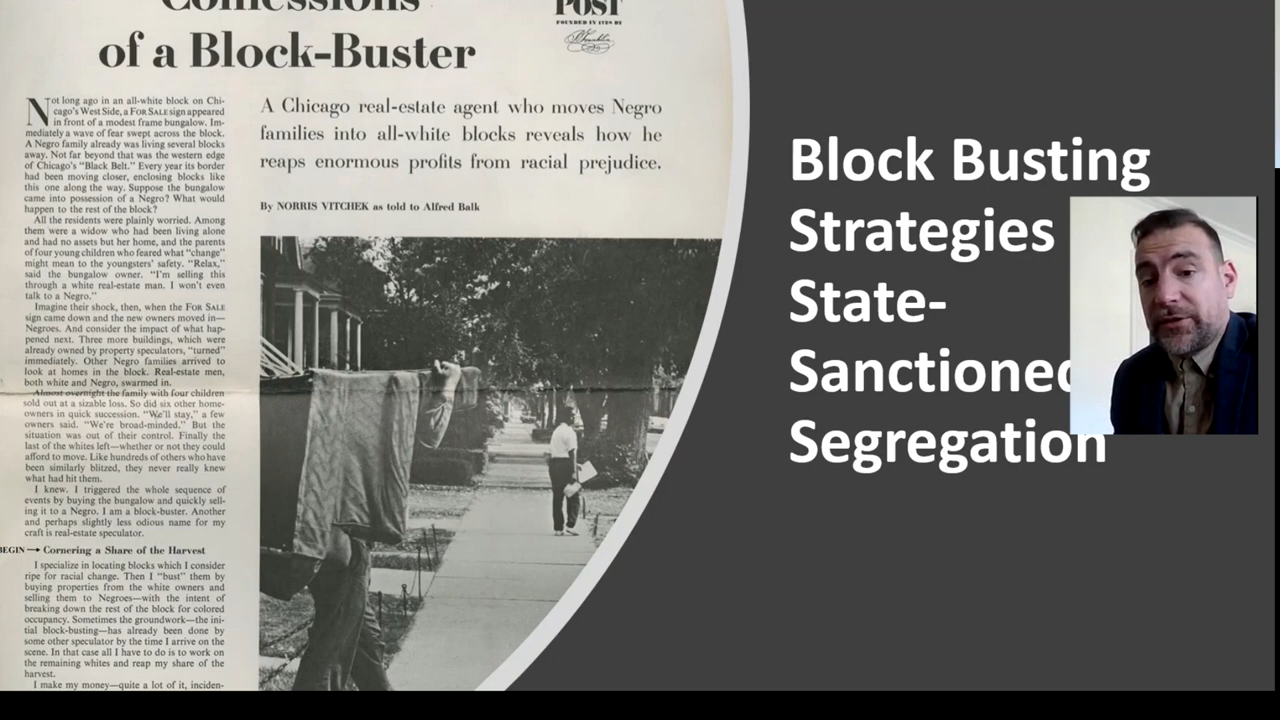 Confessions
of a Block-Buster
POST
FOUNDED IN 1728 BY
B Franklin
Not long ago in an all-white block on Chi-
cago's West Side, a FOR SALE sign appeared
in front of a modest frame bungalow. Im-
mediately a wave of fear swept across the block.
A Negro family already was living several blocks
away. Not far beyond that was the western edge
of Chicago's "Black Belt." Every year its border
had been moving closer, enclosing blocks like
this one along the way. Suppose the bungalow
came into possession of a Negro? What would
happen to the rest of the block?
All the residents were plainly worried. Among
them were a widow who had been living alone
and had no assets but her home, and the parents
of four young children who feared what "change"
might mean to the youngsters' safety. "Relax,"
said the bungalow owner. "I'm selling this
through a white real-estate man. I won't even
talk to a Negro."
Imagine their shock, then, when the FOR SALE
sign came down and the new owners moved in—
Negroes. And consider the impact of what hap-
pened next. Three more buildings, which were
already owned by property speculators, "turned"
immediately. Other Negro families arrived to
look at homes in the block. Real-estate men,
both white and Negro, swarmed in.
Almost overnight the family with four children
sold out at a sizable loss. So did six other home-
owners in quick succession. "We'll stay," a few
owners said. "We're broad-minded." But the
situation was out of their control. Finally the
last of the whites left—whether or not they could
afford to move. Like hundreds of others who have
been similarly blitzed, they never really knew
what had hit them.
I knew. I triggered the whole sequence of
events by buying the bungalow and quickly sell-
ing it to a Negro. I am a block-buster. Another
and perhaps slightly less odious name for my
craft is real-estate speculator.
BEGIN → Cornering a Share of the Harvest
I specialize in locating blocks which I consider
ripe for racial change. Then I "bust" them by
buying properties from the white owners and
selling them to Negroes—with the intent of
breaking down the rest of the block for colored
occupancy. Sometimes the groundwork—the ini-
tial block-busting—has already been done by
some other speculator by the time I arrive on the
scene. In that case all I have to do is to work on
the remaining whites and reap my share of the
harvest.
I make my money—quite a lot of it, inciden-
A Chicago real-estate agent who moves Negro
families into all-white blocks reveals how he
reaps enormous profits from racial prejudice.
By NORRIS VITCHEK as told to Alfred Balk
Block Busting
Strategies
State-
Sanctioned
Segregation